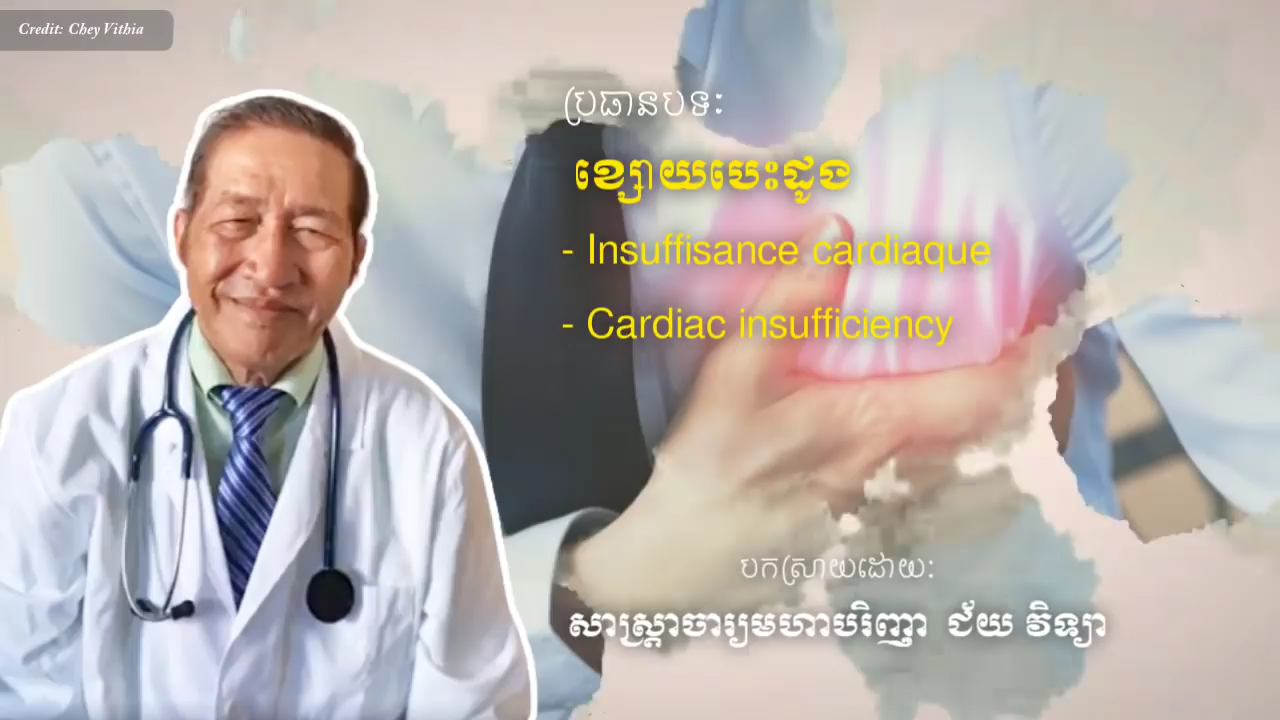 Credit: Chey Vithia
ប្រធានបទៈ
ខ្សោយបេះដូង
- Insuffisance cardiaque
- Cardiac insufficiency
បកស្រាយដោយៈ
សាស្ត្រាចារ្យមហាបរិញ្ញា ជ័យ វិទ្យា